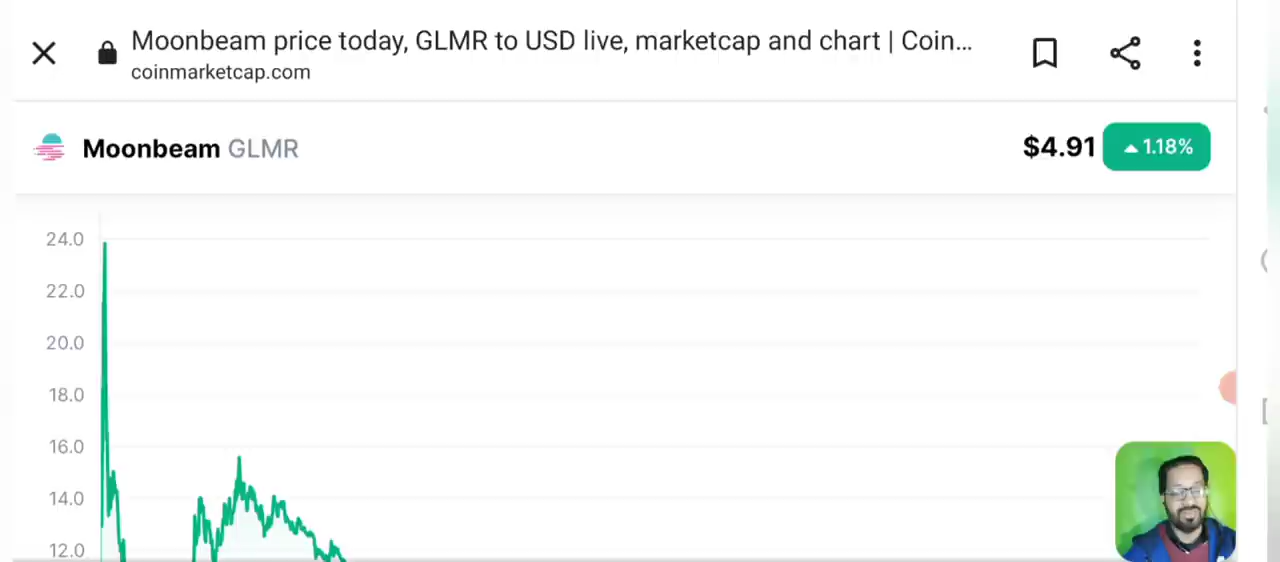 Moonbeam price today, GLMR to USD live, marketcap and chart | Coin...
coinmarketcap.com
Moonbeam GLMR
$4.91 1.18%
24.0
22.0
20.0
18.0
16.0
14.0
12.0